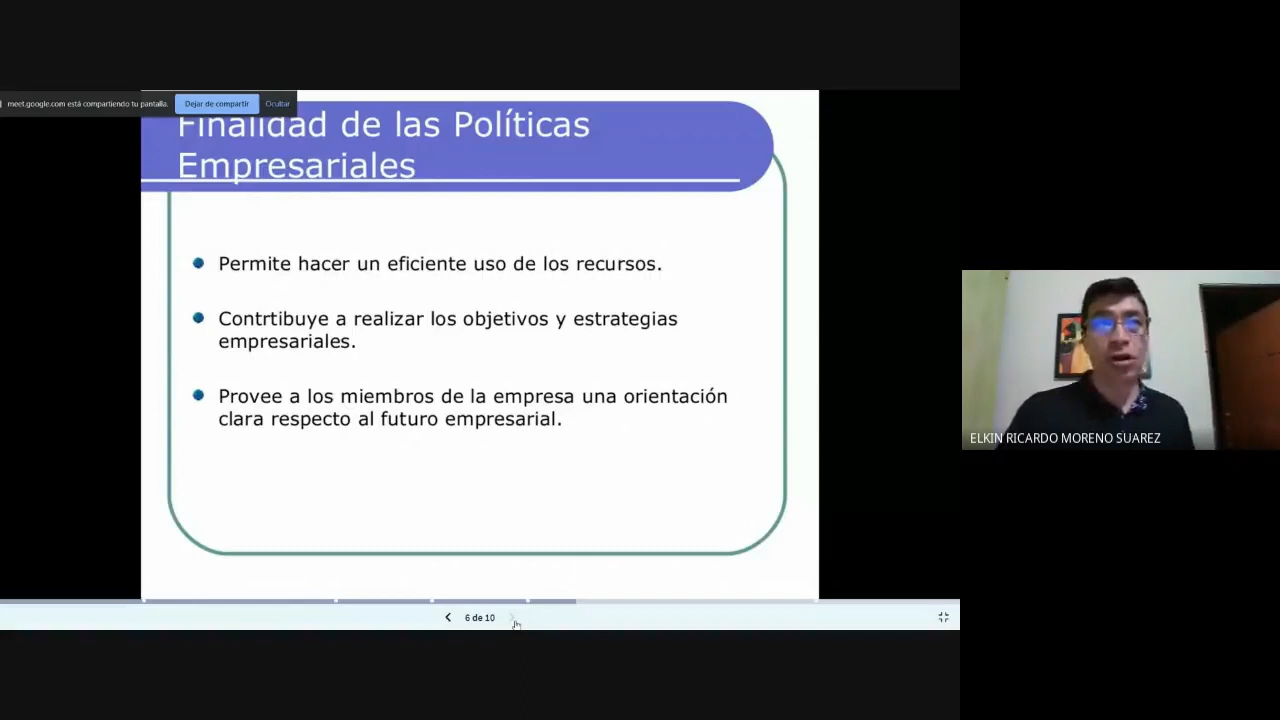 meet.google.com está compartiendo tu pantalla.
Dejar de compartir
Ocultar
Finalidad de las Políticas
Empresariales
Permite hacer un eficiente uso de los recursos.
Contrtibuye a realizar los objetivos y estrategias
empresariales.
Provee a los miembros de la empresa una orientación
clara respecto al futuro empresarial.
6 de 10
ELKIN RICARDO MORENO SUAREZ